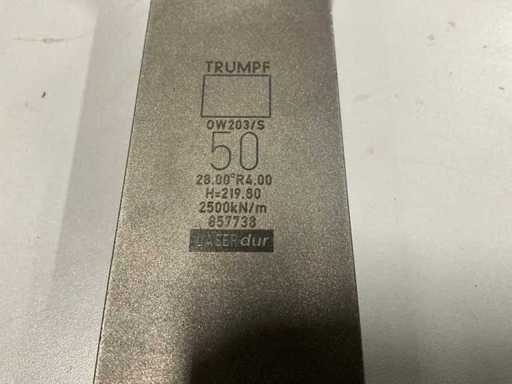 TRUMPF
OW203/S
50
28.00°R4.00
H=219.80
2500kN/m
857738
LASERdur